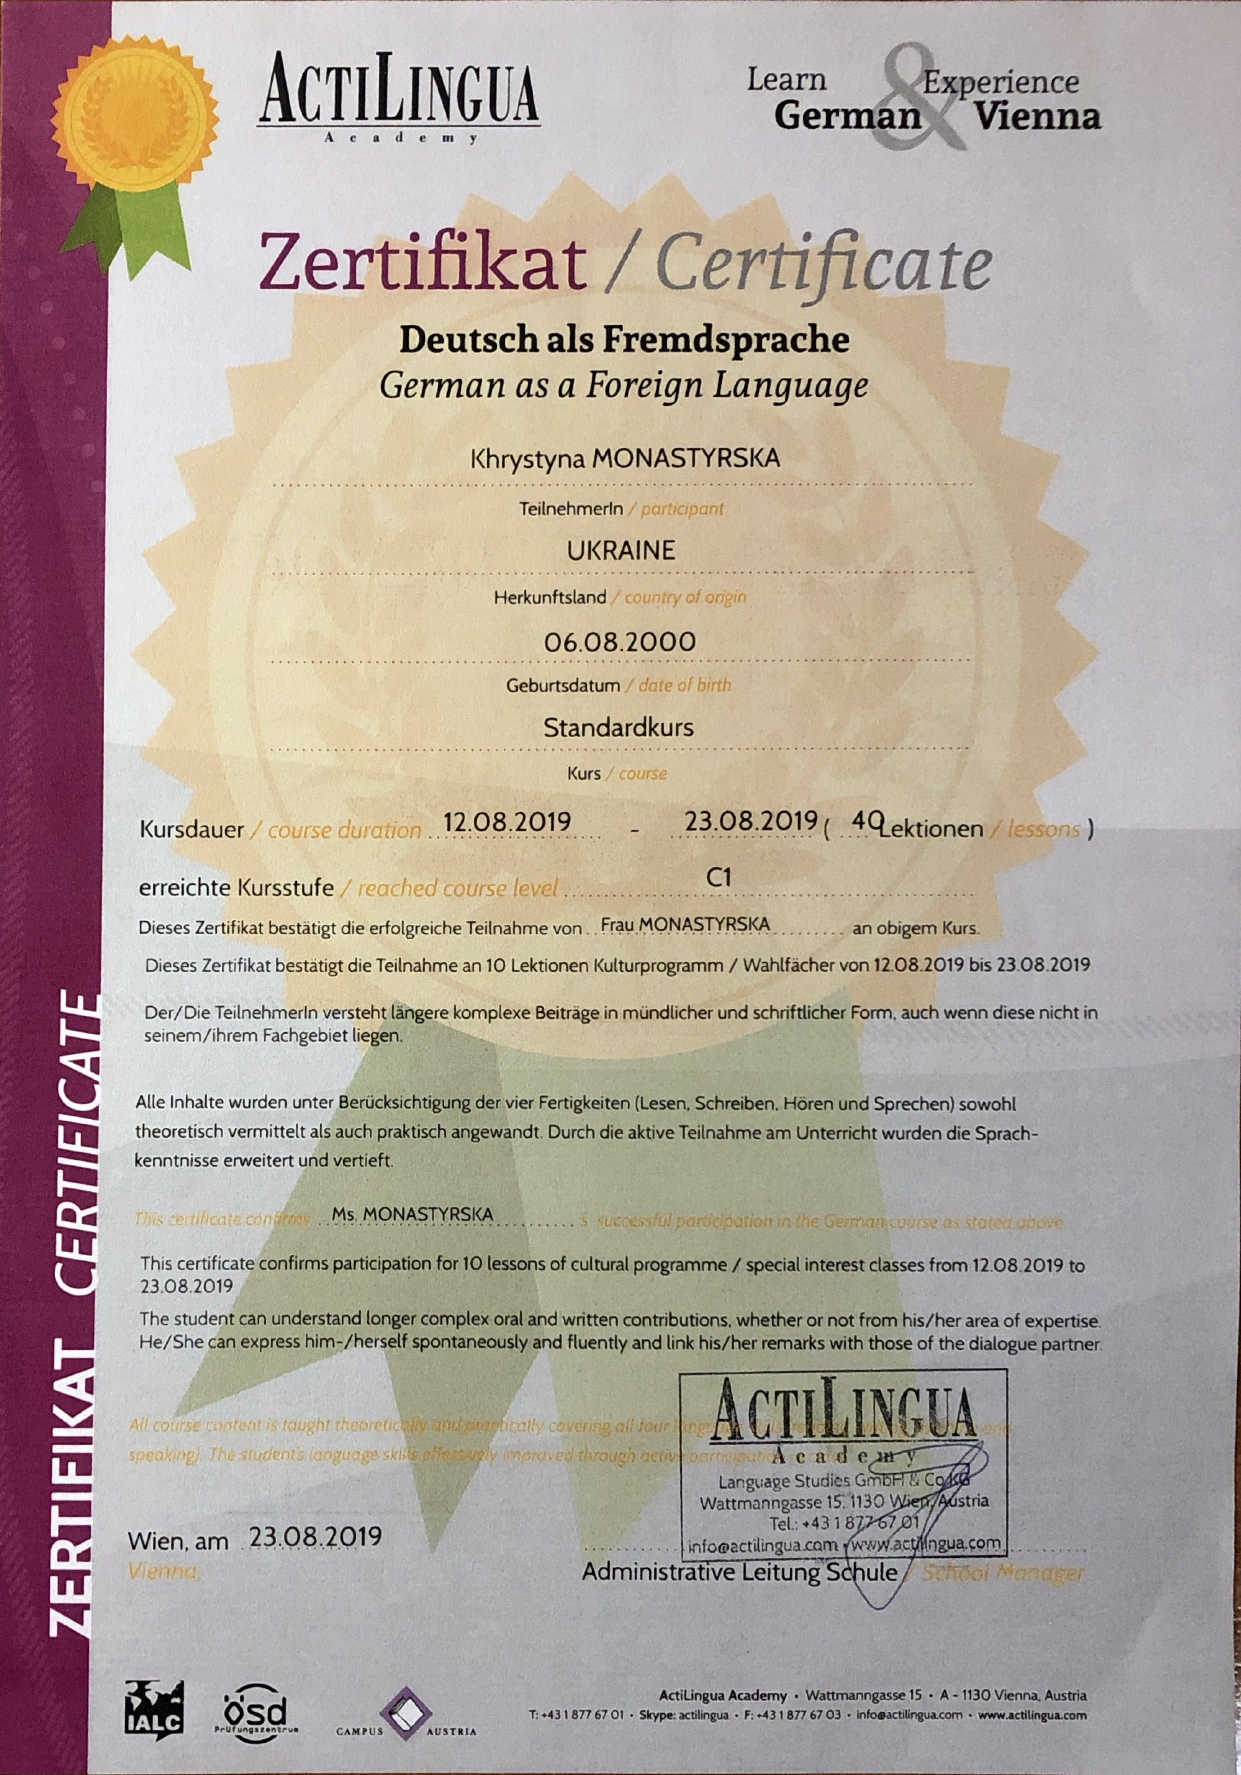 ACTILINGUA
Academy
Learn & Experience
German Vienna
Zertifikat / Certificate
Deutsch als Fremdsprache
German as a Foreign Language
Khrystyna MONASTYRSKA
TeilnehmerIn / participant
UKRAINE
Herkunftsland / country of origin
06.08.2000
Geburtsdatum / date of birth
Standardkurs
Kurs / course
Kursdauer / course duration 12.08.2019 - 23.08.2019 ( 40 Lektionen / lessons )
erreichte Kursstufe / reached course level C1
Dieses Zertifikat bestätigt die erfolgreiche Teilnahme von Frau MONASTYRSKA an obigem Kurs.
Dieses Zertifikat bestätigt die Teilnahme an 10 Lektionen Kulturprogramm / Wahlfächer von 12.08.2019 bis 23.08.2019
Der/Die TeilnehmerIn versteht längere komplexe Beiträge in mündlicher und schriftlicher Form, auch wenn diese nicht in
seinem/ihrem Fachgebiet liegen.
Alle Inhalte wurden unter Berücksichtigung der vier Fertigkeiten (Lesen, Schreiben, Hören und Sprechen) sowohl
theoretisch vermittelt als auch praktisch angewandt. Durch die aktive Teilnahme am Unterricht wurden die Sprach-
kenntnisse erweitert und vertieft.
This certificate confirms Ms. MONASTYRSKA 's successful participation in the German course as stated above.
This certificate confirms participation for 10 lessons of cultural programme / special interest classes from 12.08.2019 to
23.08.2019
The student can understand longer complex oral and written contributions, whether or not from his/her area of expertise.
He/She can express him-/herself spontaneously and fluently and link his/her remarks with those of the dialogue partner.
All course content is taught theoretically and practically covering all four and
speaking). The student's language skills effectively improved through active
ACTILINGUA
Academy
Language Studies GmbH & Co KG
Wattmanngasse 15, 1130 Wien/Austria
Tel.: +43 1 877 67 01
info@actilingua.com · www.actilingua.com
Wien, am 23.08.2019
Vienna,
Administrative Leitung Schule / School Manager
ZERTIFIKAT CERTIFICATE
IALC
ösd
Prüfungszentrum
CAMPUS AUSTRIA
ActiLingua Academy • Wattmanngasse 15 • A - 1130 Vienna, Austria
T: +43 1 877 67 01 • Skype: actilingua • F: +43 1 877 67 03 • info@actilingua.com • www.actilingua.com